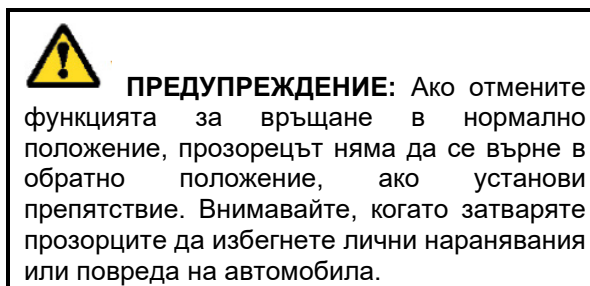 ПРЕДУПРЕЖДЕНИЕ: Ако отмените
функцията за връщане в нормално
положение, прозорецът няма да се върне в
обратно положение, ако установи
препятствие. Внимавайте, когато затваряте
прозорците да избегнете лични наранявания
или повреда на автомобила.